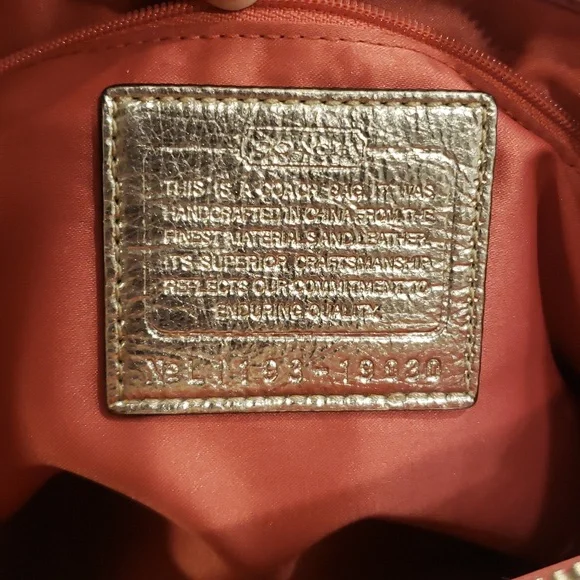 COACH
THIS IS A COACH BAG. IT WAS
HANDCRAFTED IN CHINA FROM THE
FINEST MATERIALS AND LEATHER.
ITS SUPERIOR CRAFTSMANSHIP
REFLECTS OUR COMMITMENT TO
ENDURING QUALITY.